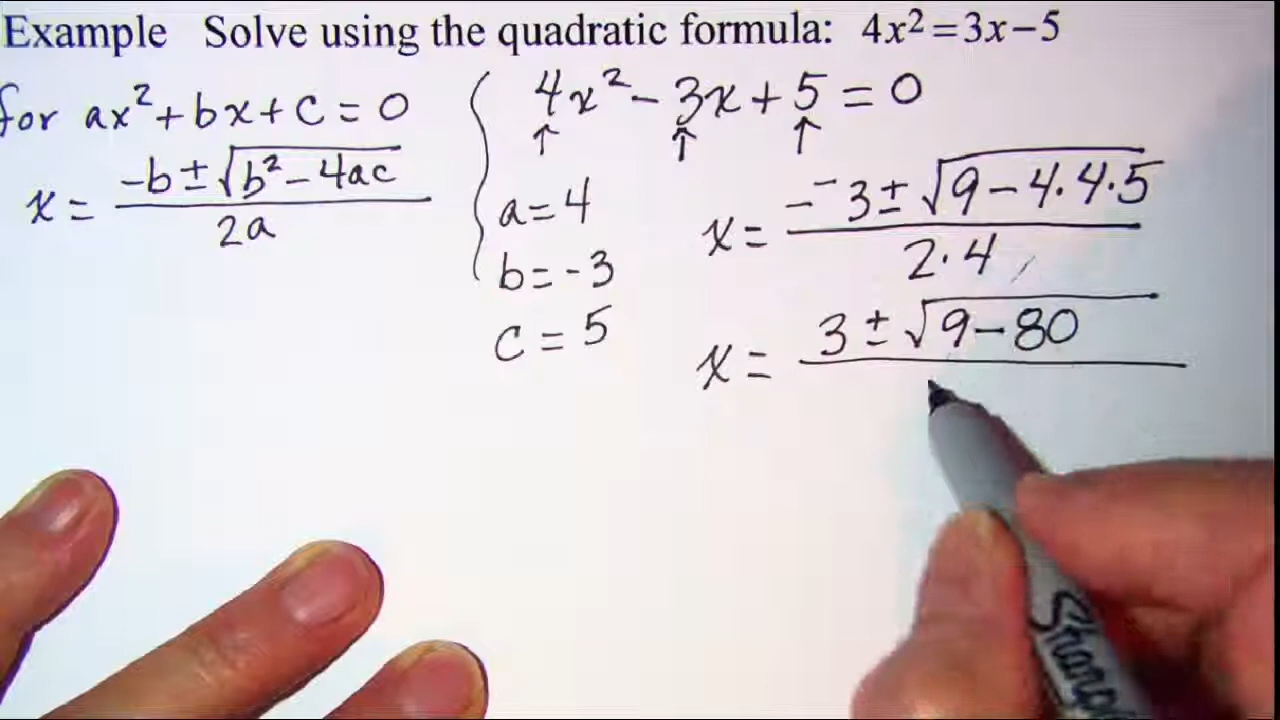 Example Solve using the quadratic formula: 4x²=3x−5
for ax²+bx+c=0
x = (-b±√(b²-4ac))/(2a)
4x²-3x+5=0
↑ ↑ ↑
a=4
b=-3
c=5
x = (- ⁻3±√(9-4·4·5))/(2·4)
x = (3±√(9-80))/
Sharp